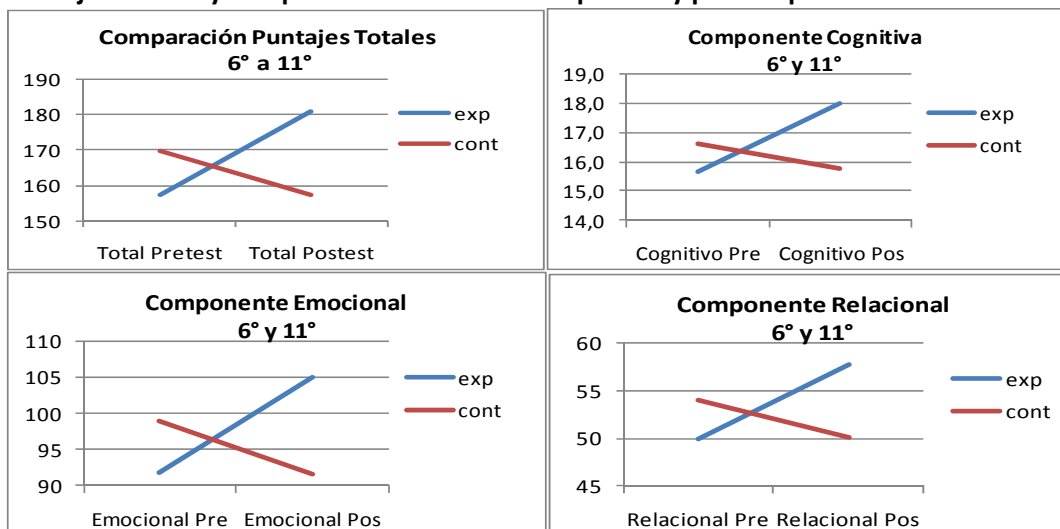 Comparación Puntajes Totales
6° a 11°
190
180
170
160
150
Total Pretest Total Postest
exp
cont
Componente Cognitiva
6° y 11°
19,0
18,0
17,0
16,0
15,0
14,0
Cognitivo Pre Cognitivo Pos
exp
cont
Componente Emocional
6° y 11°
110
105
100
95
90
Emocional Pre Emocional Pos
exp
cont
Componente Relacional
6° y 11°
60
55
50
45
Relacional Pre Relacional Pos
exp
cont